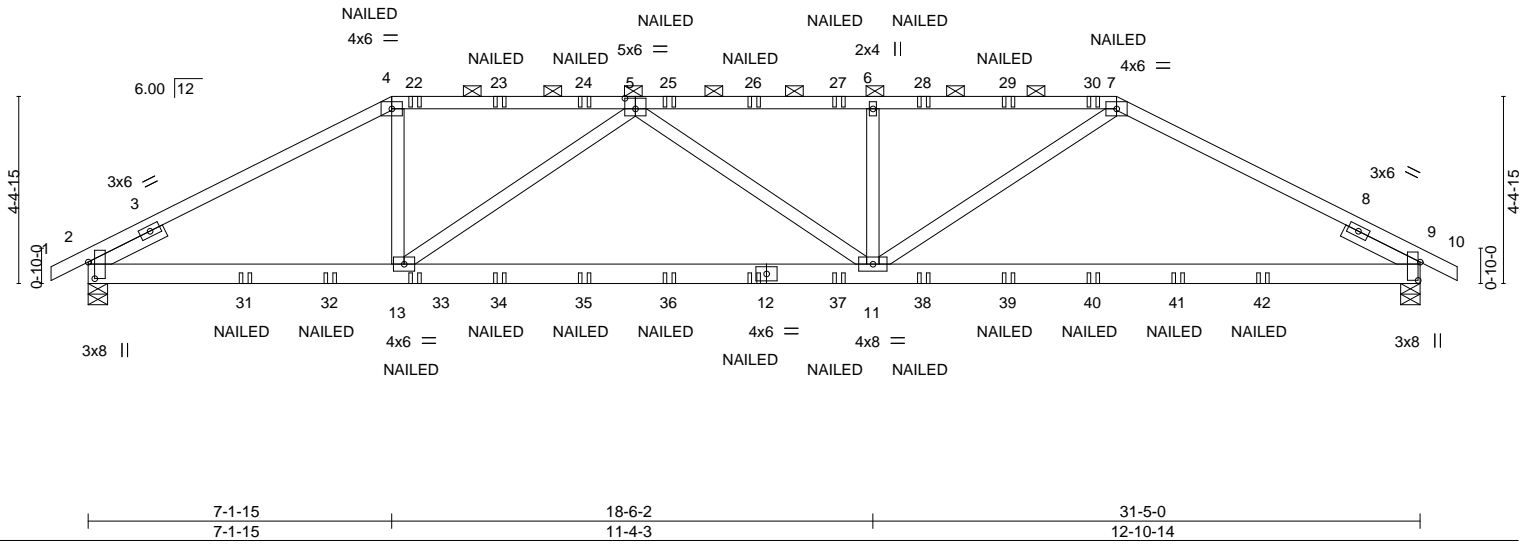 NAILED
NAILED
NAILED
NAILED
4x6
5x6
2x4
NAILED
NAILED
NAILED
NAILED
NAILED
NAILED
4x6
6.00 12
4 22 23 24 5 25 26 27 6 28 29 30 7
4-4-15
4-4-15
3x6
3x6
3
8
2
1
9
10
0-10-0
0-10-0
31 32 13 33 34 35 36 12 37 11 38 39 40 41 42
NAILED NAILED NAILED NAILED NAILED NAILED NAILED NAILED NAILED
4x6 4x6 4x8
3x8 3x8
NAILED NAILED NAILED NAILED
7-1-15 18-6-2 31-5-0
7-1-15 11-4-3 12-10-14